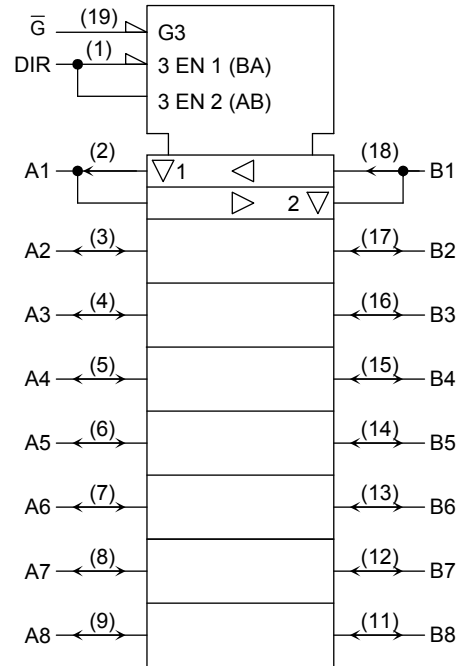 G̅ (19) G3
DIR (1) 3 EN 1 (BA)
3 EN 2 (AB)
A1 (2) 1 (18) B1
2
A2 (3) (17) B2
A3 (4) (16) B3
A4 (5) (15) B4
A5 (6) (14) B5
A6 (7) (13) B6
A7 (8) (12) B7
A8 (9) (11) B8